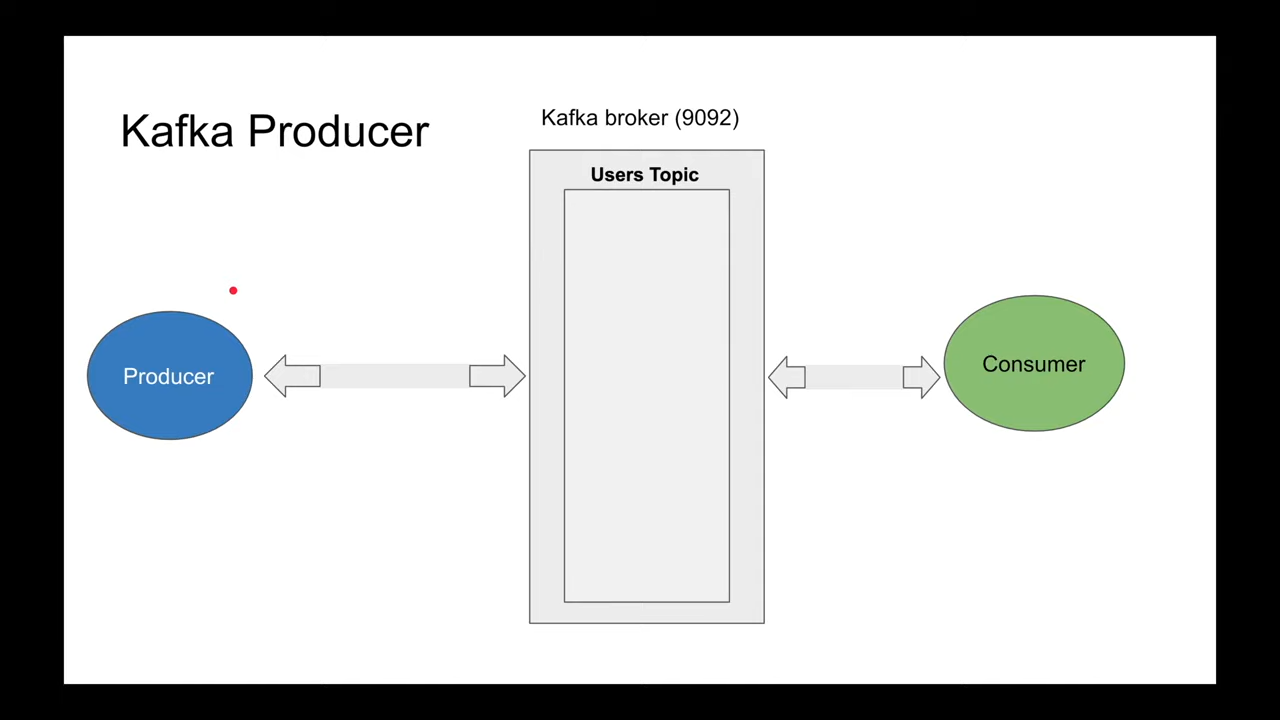 Kafka Producer
Kafka broker (9092)
Users Topic
Producer
Consumer